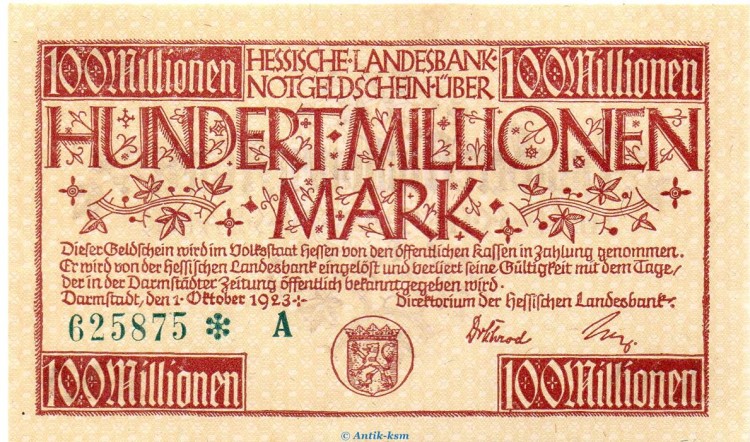 100 Millionen
HESSISCHE·LANDESBANK·
NOTGELDSCHEIN·ÜBER
100 Millionen
HUNDERT·MILLIONEN
MARK
Dieser Geldschein wird im Volksstaat Hessen von den öffentlichen Kassen in Zahlung genommen.
Er wird von der Hessischen Landesbank eingelöst und verliert seine Gültigkeit mit dem Tage,
der in der Darmstädter Zeitung öffentlich bekanntgegeben wird.
Darmstadt, den 1. Oktober 1923
Direktorium der Hessischen Landesbank.
625875 * A
100 Millionen
100 Millionen
© Antik-ksm